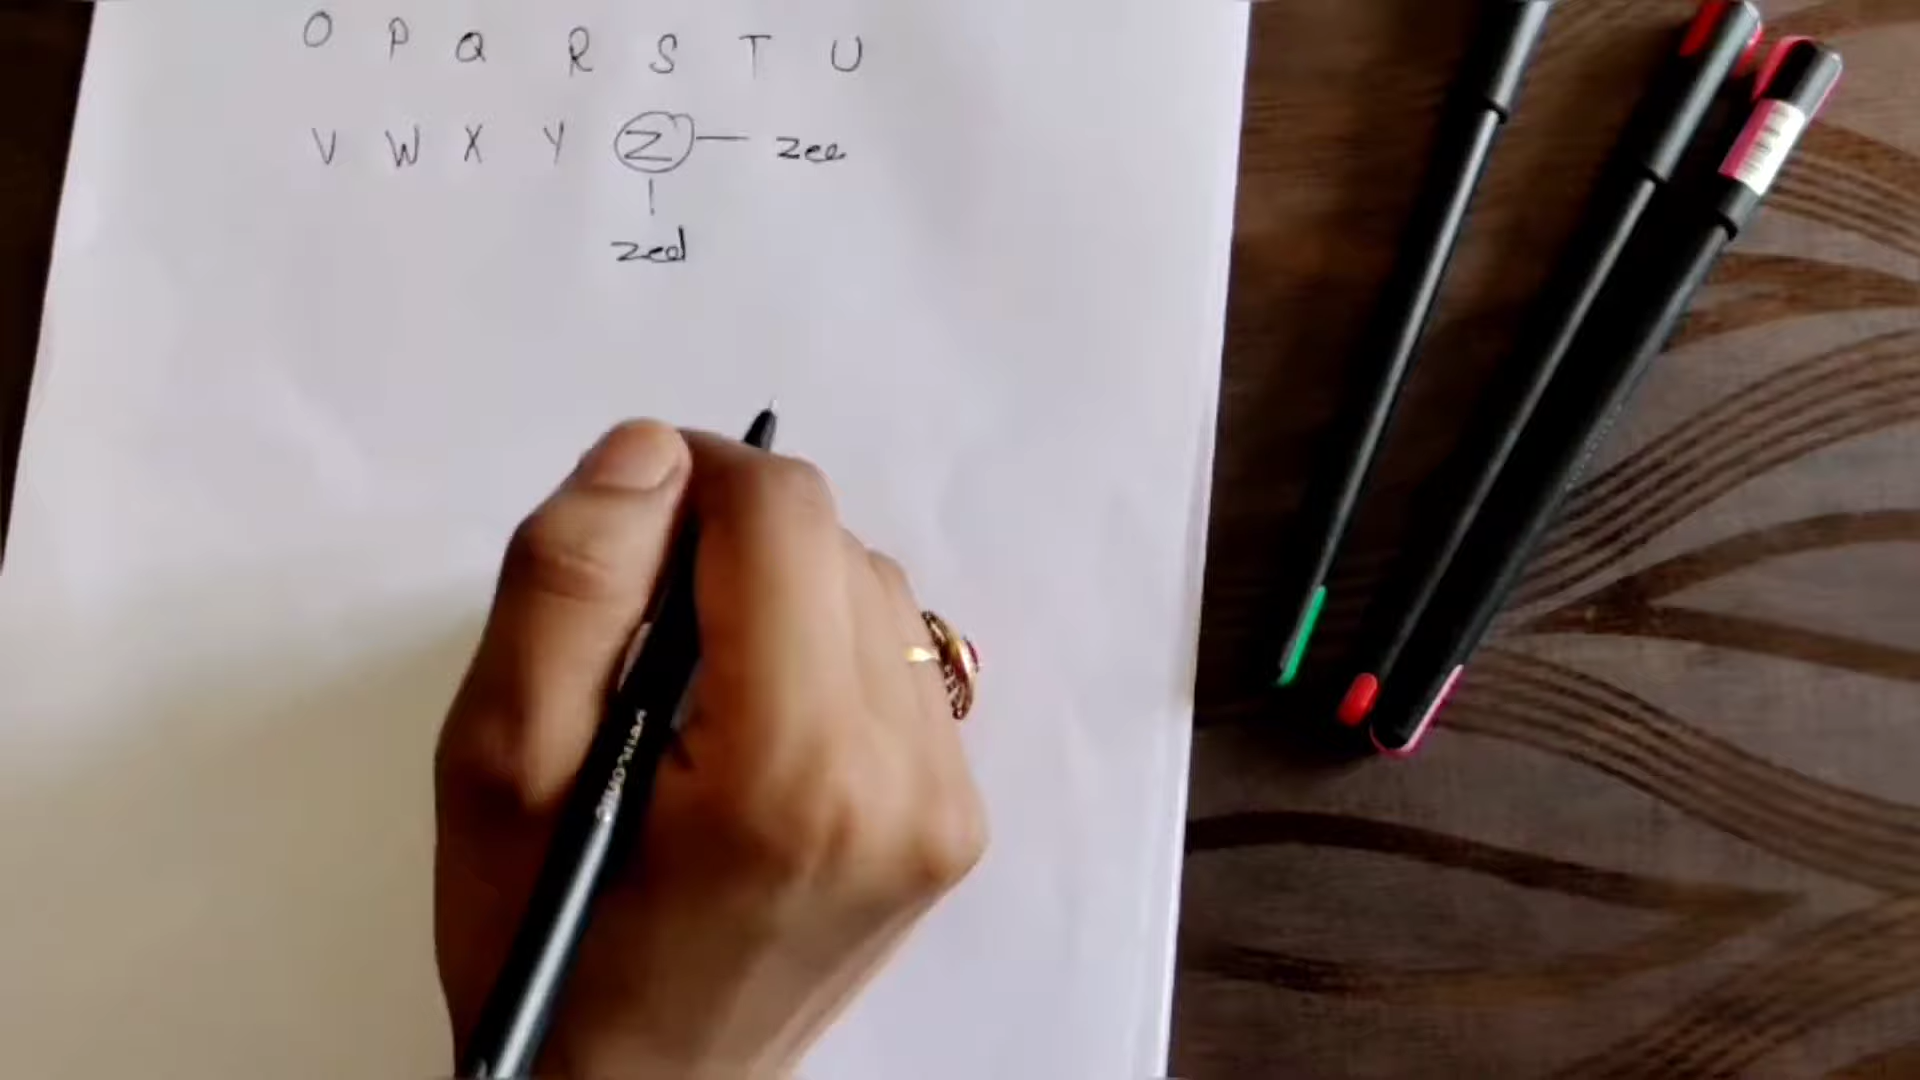 O P Q R S T U
V W X Y Z — zee
zed